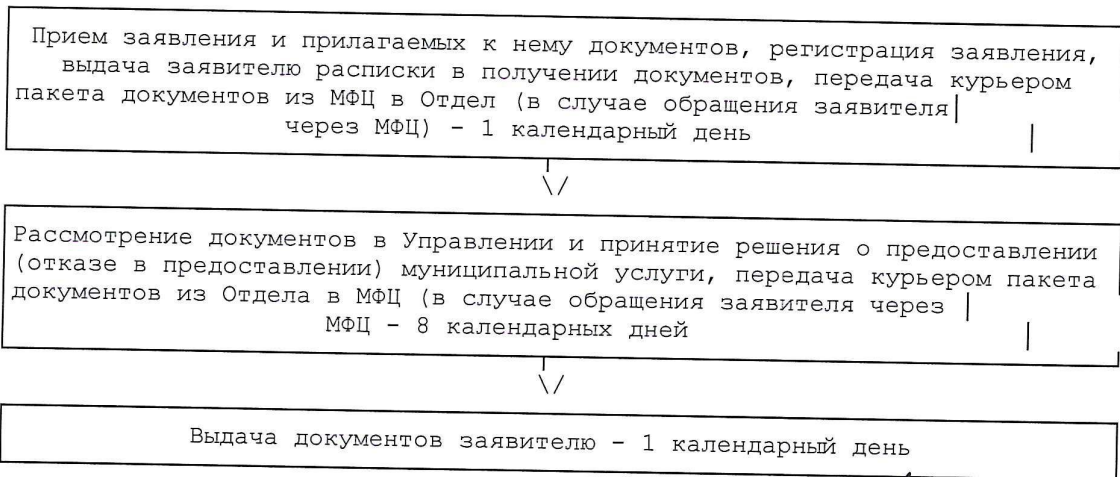 Прием заявления и прилагаемых к нему документов, регистрация заявления,
выдача заявителю расписки в получении документов, передача курьером
пакета документов из МФЦ в Отдел (в случае обращения заявителя
через МФЦ) - 1 календарный день
Рассмотрение документов в Управлении и принятие решения о предоставлении
(отказе в предоставлении) муниципальной услуги, передача курьером пакета
документов из Отдела в МФЦ (в случае обращения заявителя через
МФЦ - 8 календарных дней
Выдача документов заявителю - 1 календарный день